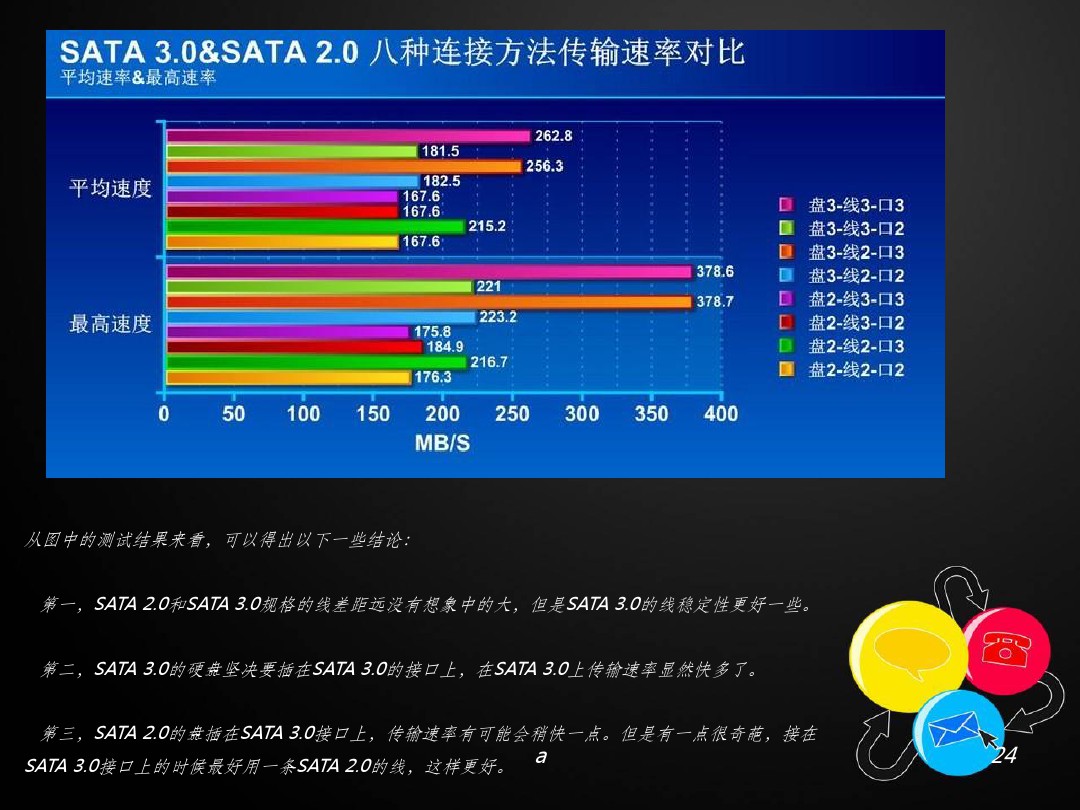 SATA 3.0&SATA 2.0 八种连接方法传输速率对比
平均速率&最高速率
平均速度
262.8
181.5
256.3
182.5
167.6
167.6
215.2
167.6
最高速度
378.6
221
378.7
223.2
175.8
184.9
216.7
176.3
0 50 100 150 200 250 300 350 400
MB/S
盘3-线3-口3
盘3-线3-口2
盘3-线2-口3
盘3-线2-口2
盘2-线3-口3
盘2-线3-口2
盘2-线2-口3
盘2-线2-口2
从图中的测试结果来看，可以得出以下一些结论：
第一，SATA 2.0和SATA 3.0规格的线差距远没有想象中的大，但是SATA 3.0的线稳定性更好一些。
第二，SATA 3.0的硬盘坚决要插在SATA 3.0的接口上，在SATA 3.0上传输速率显然快多了。
第三，SATA 2.0的盘插在SATA 3.0接口上，传输速率有可能会稍快一点。但是有一点很奇葩，接在
SATA 3.0接口上的时候最好用一条SATA 2.0的线，这样更好。
a
24